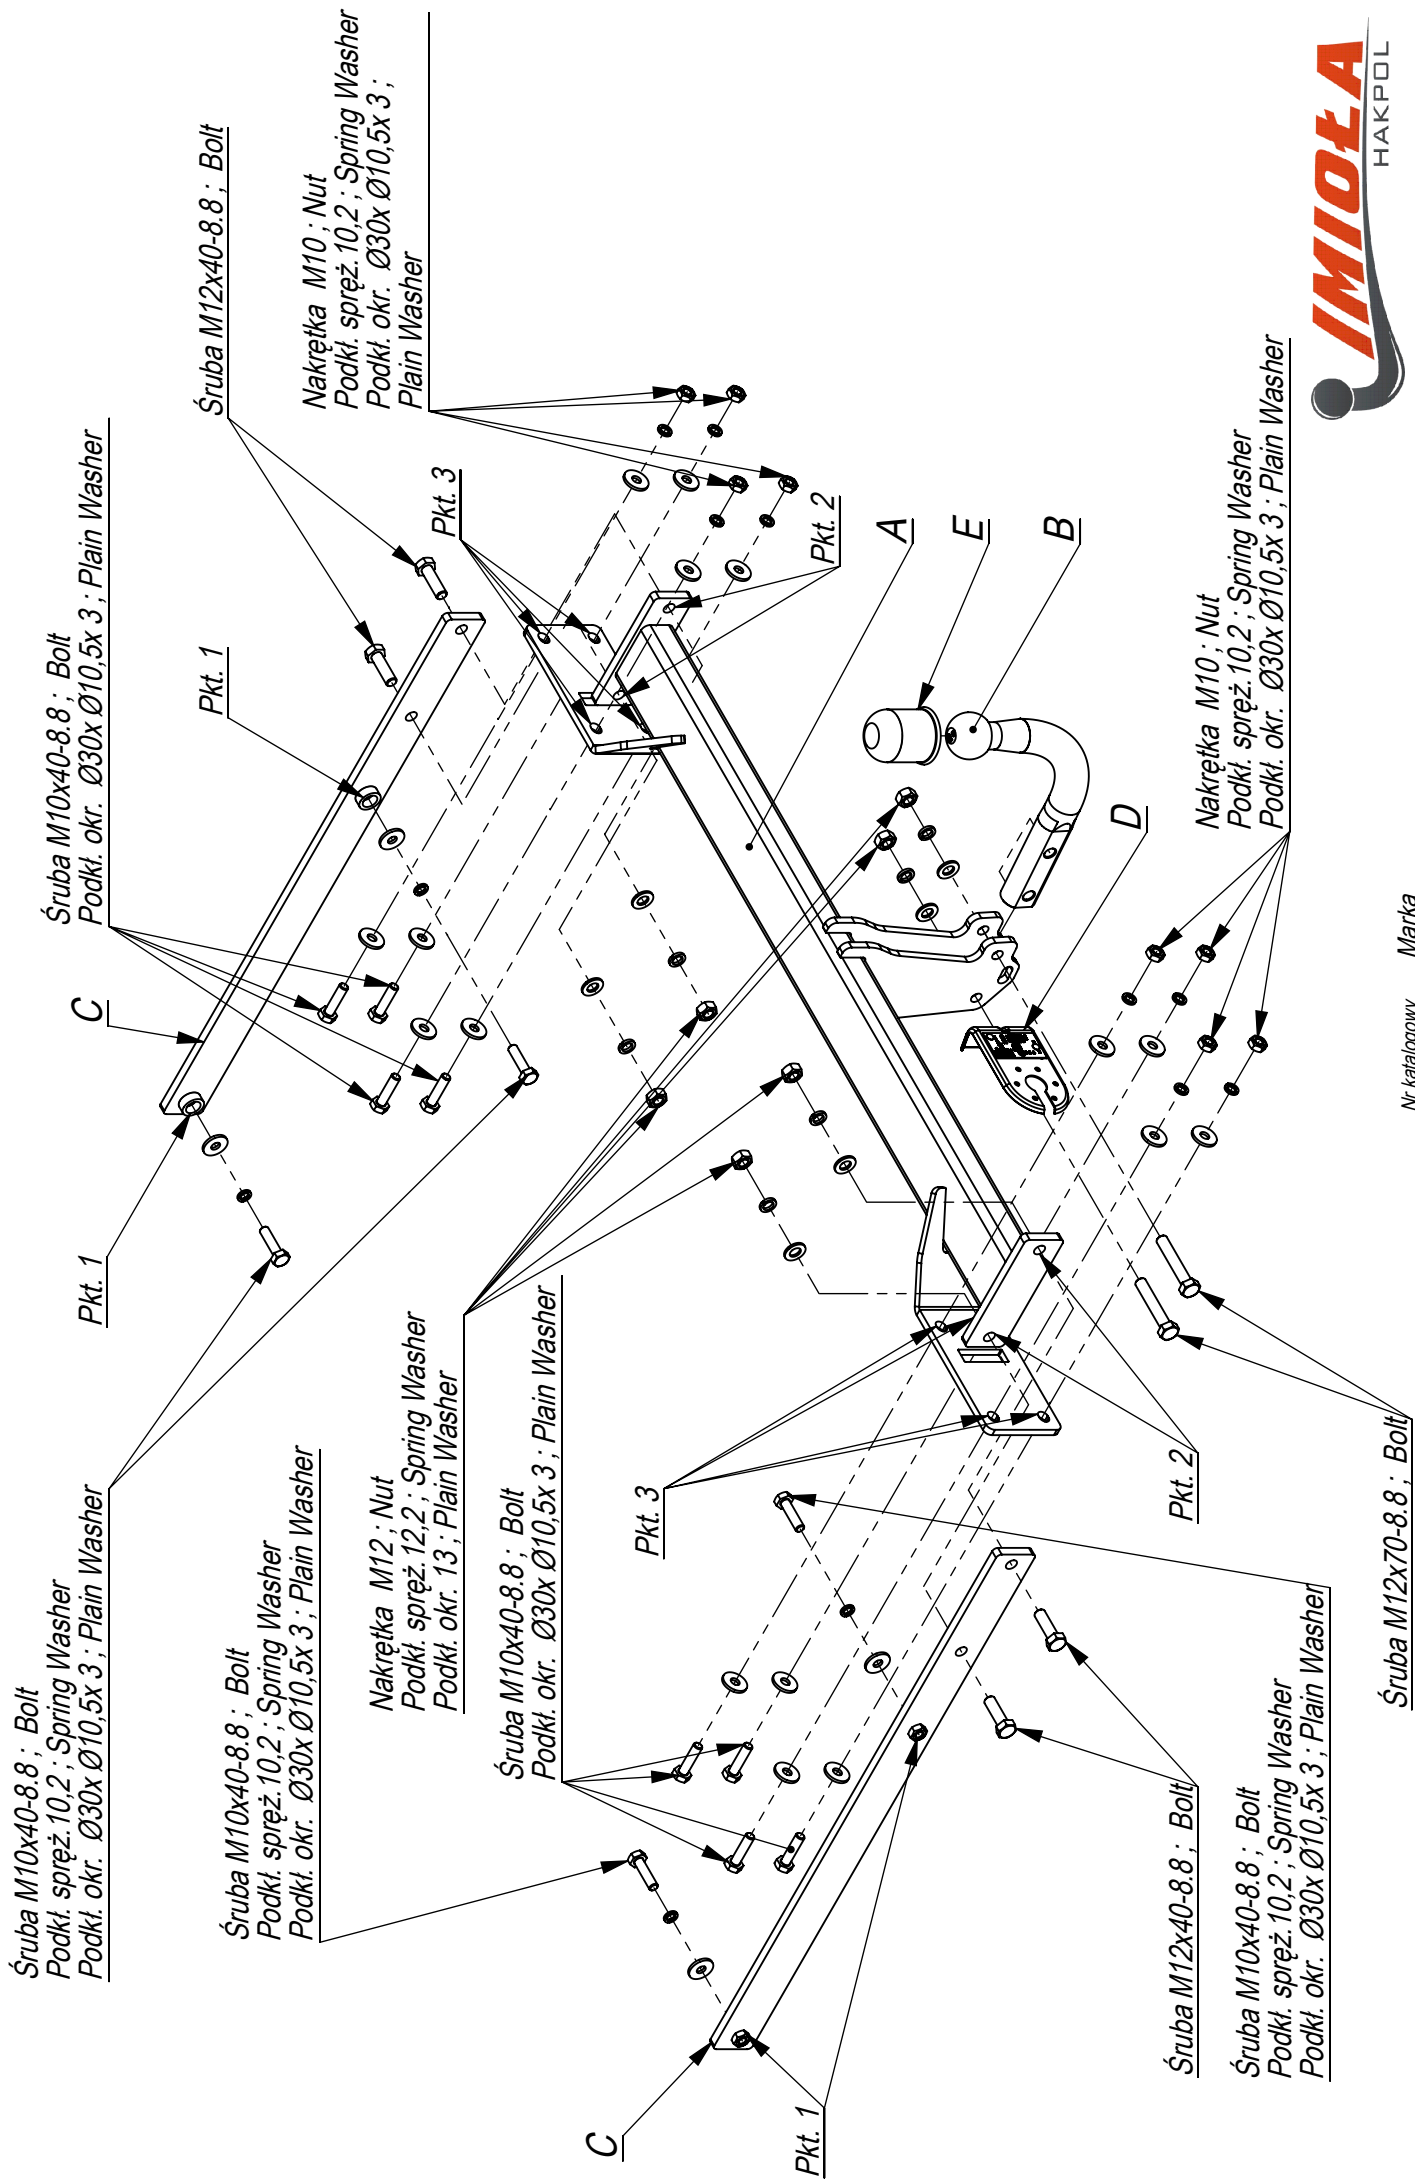 Śruba M10x40-8.8 ; Bolt
Podkł. spręż.10,2 ; Spring Washer
Podkł. okr. Ø30x Ø10,5x 3 ; Plain Washer
Śruba M10x40-8.8 ; Bolt
Podkł. spręż.10,2 ; Spring Washer
Podkł. okr. Ø30x Ø10,5x 3 ; Plain Washer
Nakrętka M12 ; Nut
Podkł. spręż.12,2 ; Spring Washer
Podkł. okr. 13 ; Plain Washer
Śruba M10x40-8.8 ; Bolt
Podkł. okr. Ø30x Ø10,5x 3 ; Plain Washer
Pkt. 1
C
Śruba M10x40-8.8 ; Bolt
Podkł. okr. Ø30x Ø10,5x 3 ; Plain Washer
Pkt. 1
Śruba M12x40-8.8 ; Bolt
Nakrętka M10 ; Nut
Podkł. spręż.10,2 ; Spring Washer
Podkł. okr. Ø30x Ø10,5x 3 ;
Plain Washer
Pkt. 3
Pkt. 2
A
E
B
D
Pkt. 3
Pkt. 2
C
Pkt. 1
Śruba M12x40-8.8 ; Bolt
Śruba M10x40-8.8 ; Bolt
Podkł. spręż.10,2 ; Spring Washer
Podkł. okr. Ø30x Ø10,5x 3 ; Plain Washer
Śruba M12x70-8.8 ; Bolt
Nakrętka M10 ; Nut
Podkł. spręż.10,2 ; Spring Washer
Podkł. okr. Ø30x Ø10,5x 3 ; Plain Washer
IMIOŁA
HAKPOL
Nr katalogowy Marka